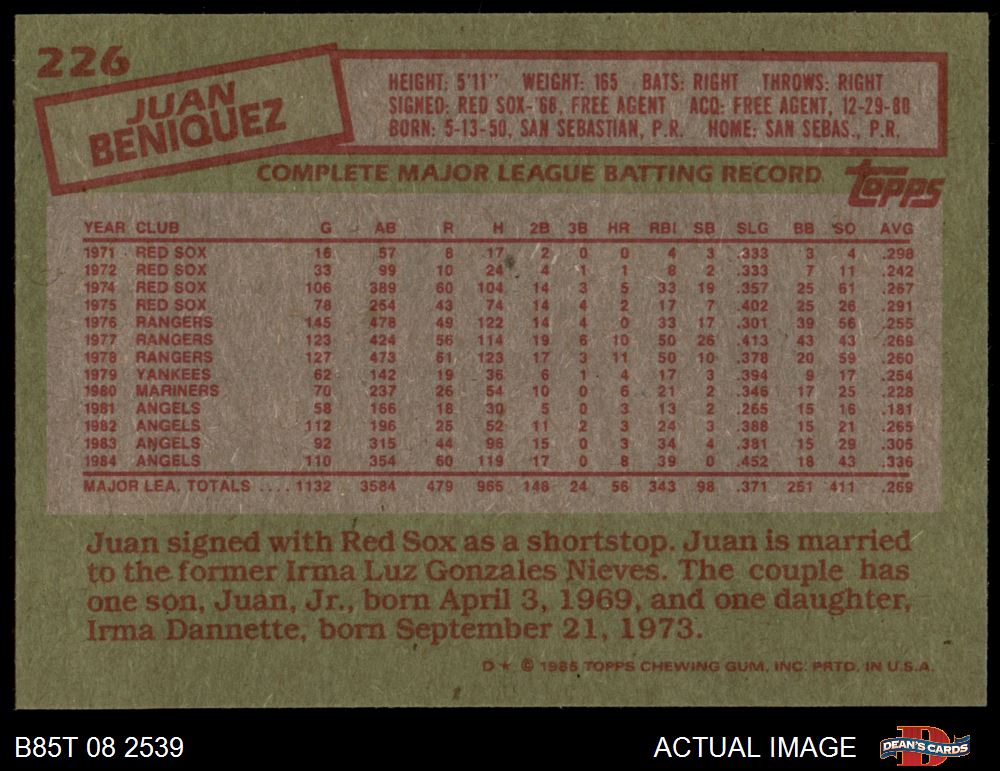 226
JUAN
BENIQUEZ
HEIGHT: 5'11" WEIGHT: 165 BATS: RIGHT THROWS: RIGHT
SIGNED: RED SOX-'68, FREE AGENT ACQ: FREE AGENT, 12-29-80
BORN: 5-13-50, SAN SEBASTIAN, P.R. HOME: SAN SEBAS., P.R.
COMPLETE MAJOR LEAGUE BATTING RECORD
TOPPS
YEAR CLUB G AB R H 2B 3B HR RBI SB SLG BB SO AVG
1971 RED SOX 16 57 8 17 2 0 0 4 3 .333 3 4 .298
1972 RED SOX 33 99 10 24 4 1 1 8 2 .333 7 11 .242
1974 RED SOX 106 389 60 104 14 3 5 33 19 .357 25 61 .267
1975 RED SOX 78 254 43 74 14 4 2 17 7 .402 25 26 .291
1976 RANGERS 145 478 49 122 14 4 0 33 17 .301 39 56 .255
1977 RANGERS 123 424 56 114 19 6 10 50 26 .413 43 43 .269
1978 RANGERS 127 473 61 123 17 3 11 50 10 .378 20 59 .260
1979 YANKEES 62 142 19 36 6 1 4 17 3 .394 9 17 .254
1980 MARINERS 70 237 26 54 10 0 6 21 2 .346 17 25 .228
1981 ANGELS 58 166 18 30 5 0 3 13 2 .265 15 16 .181
1982 ANGELS 112 196 25 52 11 2 3 24 3 .388 15 21 .265
1983 ANGELS 92 315 44 96 15 0 3 34 4 .381 15 29 .305
1984 ANGELS 110 354 60 119 17 0 8 39 0 .452 18 43 .336
MAJOR LEA. TOTALS .... 1132 3584 479 965 148 24 56 343 98 .371 251 411 .269
Juan signed with Red Sox as a shortstop. Juan is married
to the former Irma Luz Gonzales Nieves. The couple has
one son, Juan, Jr., born April 3, 1969, and one daughter,
Irma Dannette, born September 21, 1973.
D★ © 1985 TOPPS CHEWING GUM, INC. PRTD. IN U.S.A.
B85T 08 2539
ACTUAL IMAGE
DEAN'S CARDS